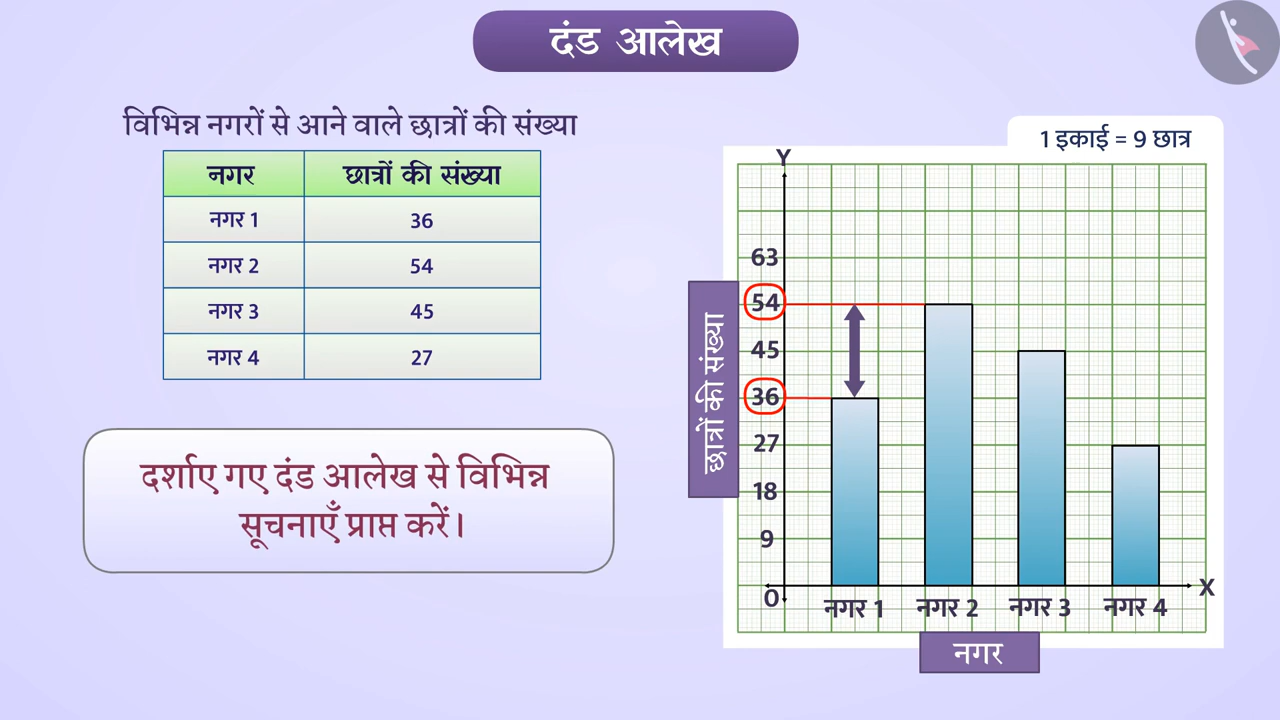 दंड आलेख
विभिन्न नगरों से आने वाले छात्रों की संख्या
नगर छात्रों की संख्या
नगर 1 36
नगर 2 54
नगर 3 45
नगर 4 27
दर्शाए गए दंड आलेख से विभिन्न
सूचनाएँ प्राप्त करें।
1 इकाई = 9 छात्र
Y
63
54
45
36
27
18
9
0
X
छात्रों की संख्या
नगर 1 नगर 2 नगर 3 नगर 4
नगर